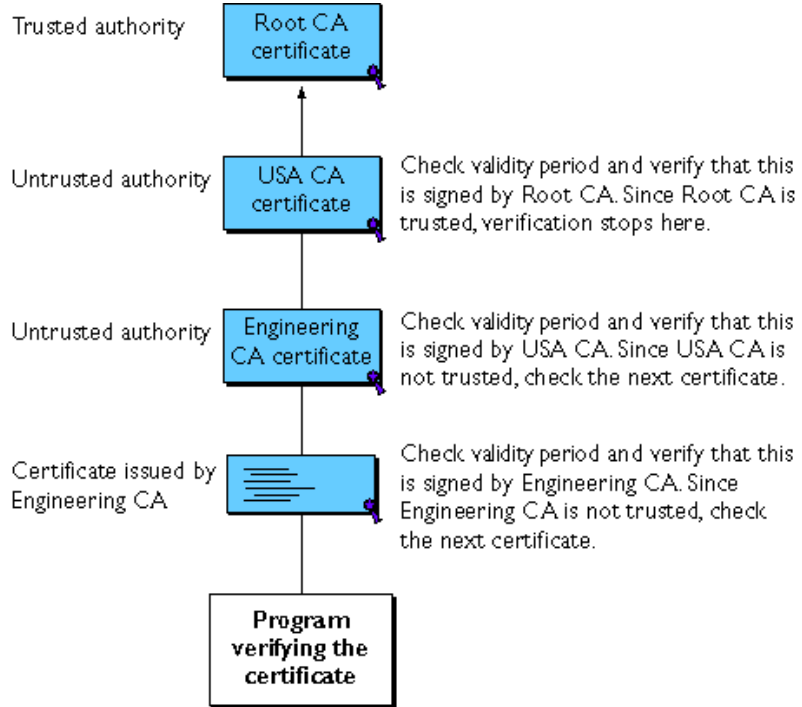 Trusted authority
Root CA
certificate
Untrusted authority
USA CA
certificate
Check validity period and verify that this
is signed by Root CA. Since Root CA is
trusted, verification stops here.
Untrusted authority
Engineering
CA certificate
Check validity period and verify that this
is signed by USA CA. Since USA CA is
not trusted, check the next certificate.
Certificate issued by
Engineering CA
Check validity period and verify that this
is signed by Engineering CA. Since
Engineering CA is not trusted, check
the next certificate.
Program
verifying the
certificate